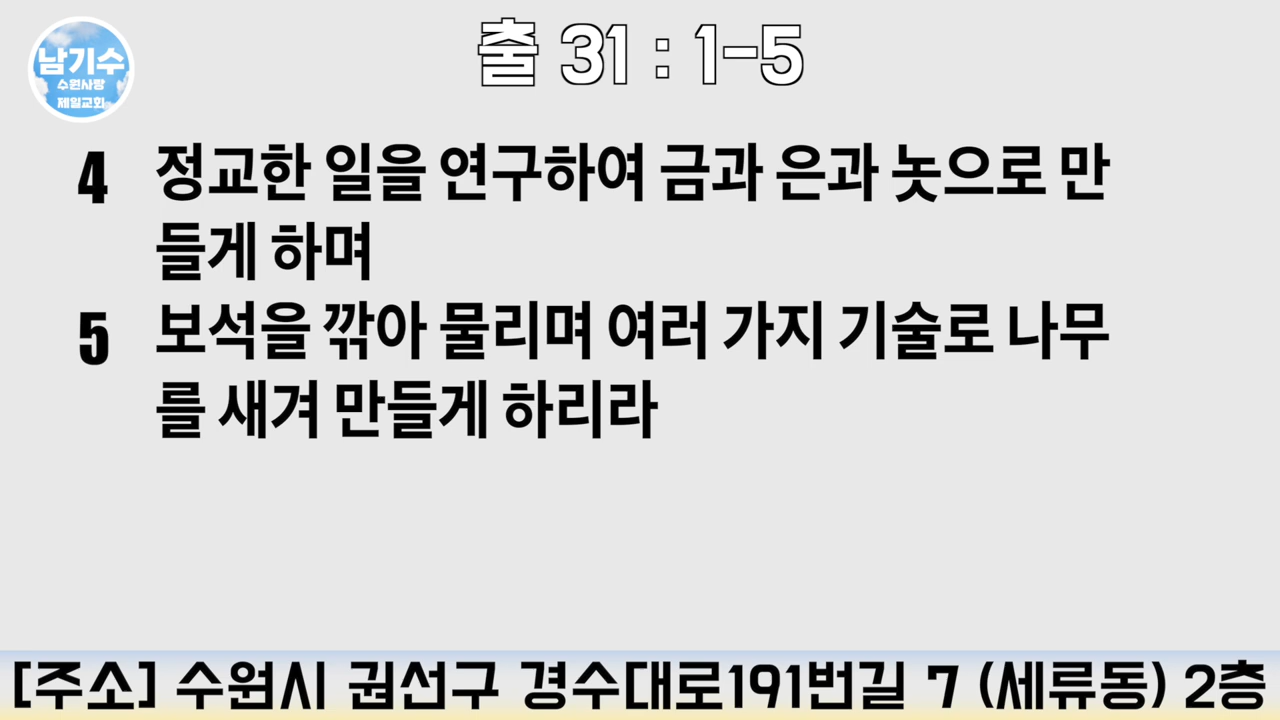 남기수
수원사랑
제일교회
출 31 : 1-5
4 정교한 일을 연구하여 금과 은과 놋으로 만
들게 하며
5 보석을 깎아 물리며 여러 가지 기술로 나무
를 새겨 만들게 하리라
[주소] 수원시 권선구 경수대로191번길 7 (세류동) 2층